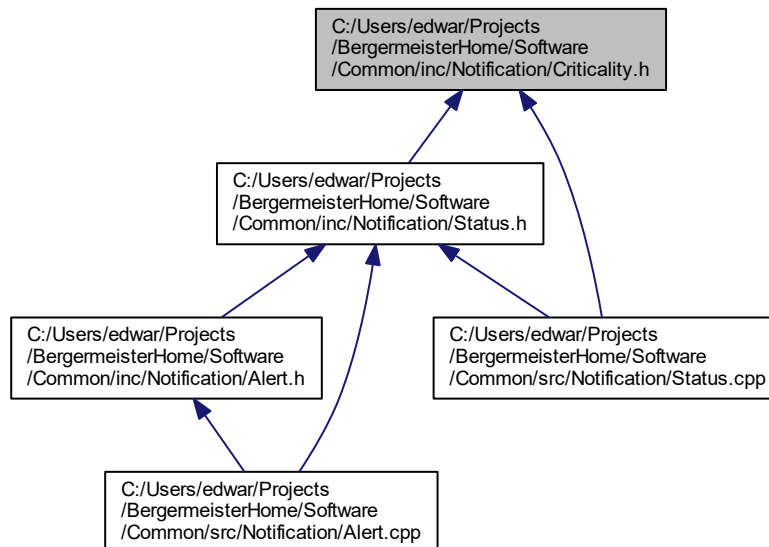 C:/Users/edwar/Projects
/BergermeisterHome/Software
/Common/inc/Notification/Criticality.h
C:/Users/edwar/Projects
/BergermeisterHome/Software
/Common/inc/Notification/Status.h
C:/Users/edwar/Projects
/BergermeisterHome/Software
/Common/inc/Notification/Alert.h
C:/Users/edwar/Projects
/BergermeisterHome/Software
/Common/src/Notification/Status.cpp
C:/Users/edwar/Projects
/BergermeisterHome/Software
/Common/src/Notification/Alert.cpp